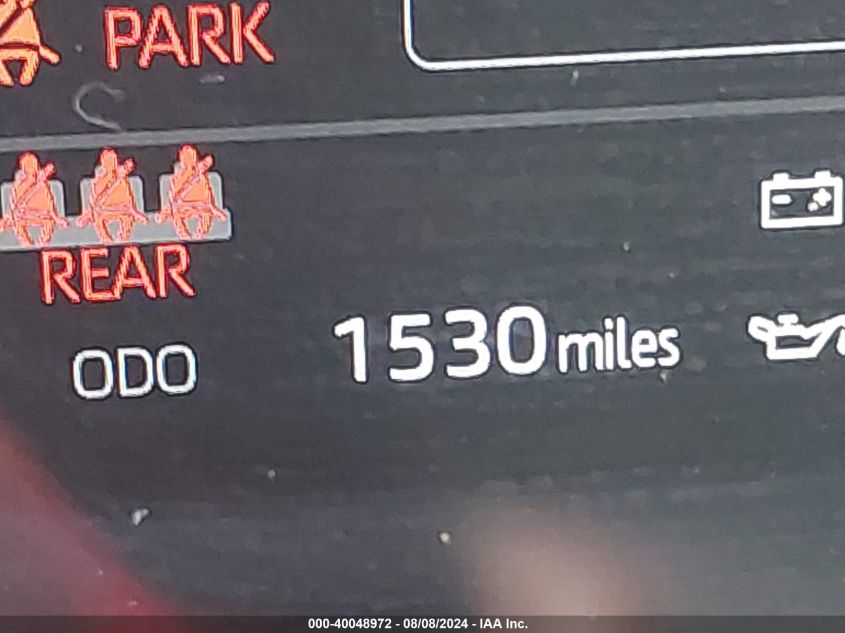 PARK
REAR
ODO 1530 miles
000-40048972 - 08/08/2024 - IAA Inc.